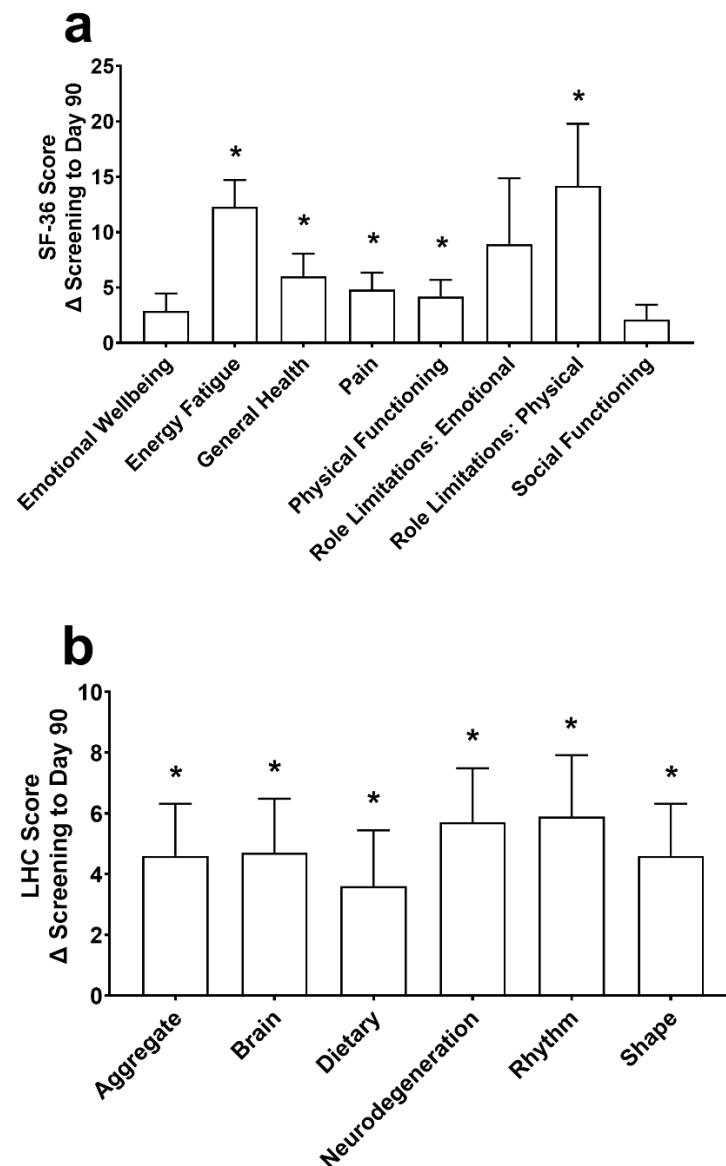 a
SF-36 Score
Δ Screening to Day 90
25
20
15
10
5
0
*
*
*
*
*
Emotional Wellbeing
Energy Fatigue
General Health
Pain
Physical Functioning
Role Limitations: Emotional
Role Limitations: Physical
Social Functioning
b
LHC Score
Δ Screening to Day 90
10
8
6
4
2
0
*
*
*
*
*
*
Aggregate
Brain
Dietary
Neurodegeneration
Rhythm
Shape